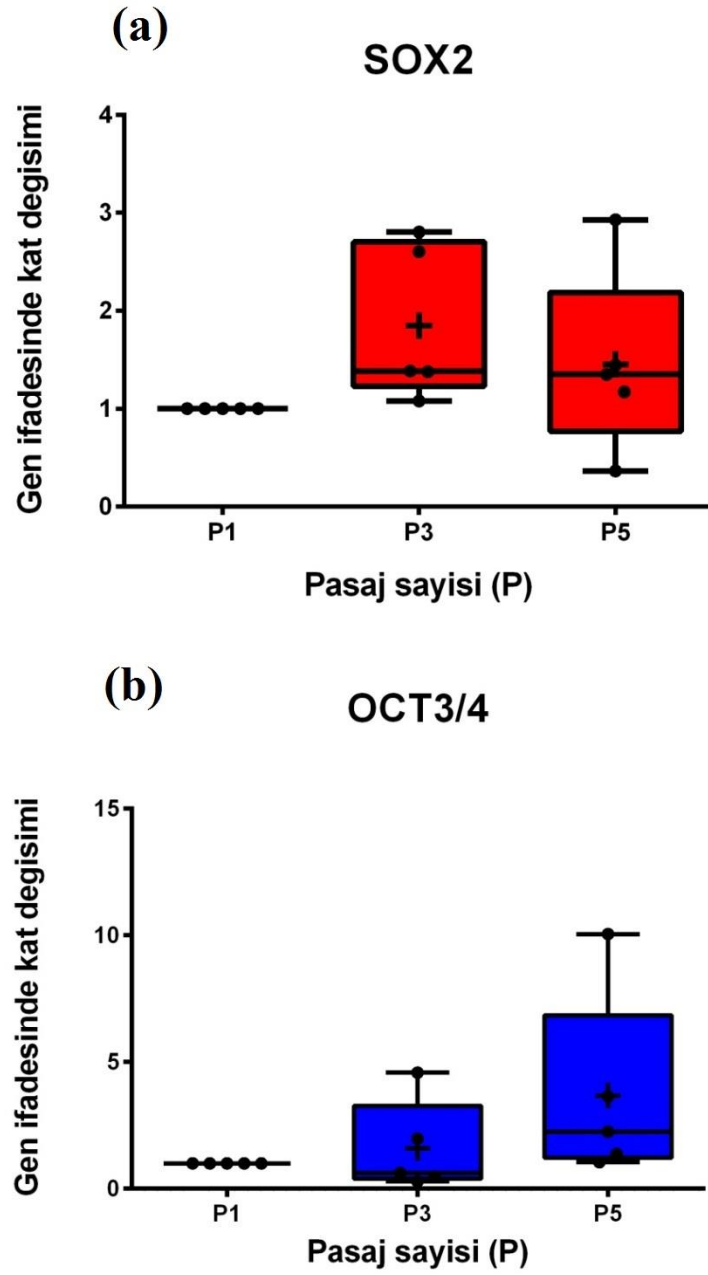 (a)
SOX2
Gen ifadesinde kat degisimi
4
3
2
1
0
P1 P3 P5
Pasaj sayisi (P)
(b)
OCT3/4
Gen ifadesinde kat degisimi
15
10
5
0
P1 P3 P5
Pasaj sayisi (P)